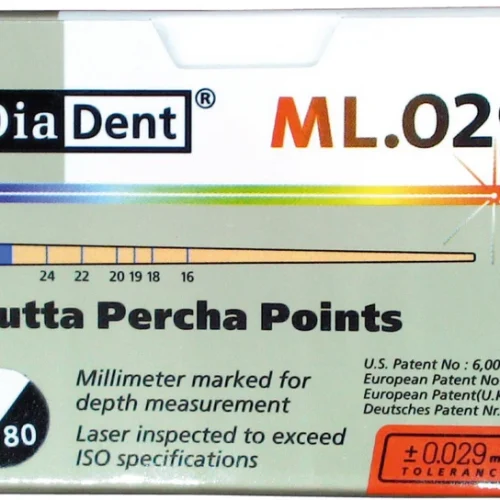 DiaDent®
ML.029
24 22 20 19 18 16
utta Percha Points
Millimeter marked for
depth measurement
Laser inspected to exceed
ISO specifications
80
U.S. Patent No : 6,00
European Patent No
European Patent(U.K
Deutsches Patent Nr.
± 0.029 m
TOLERANC